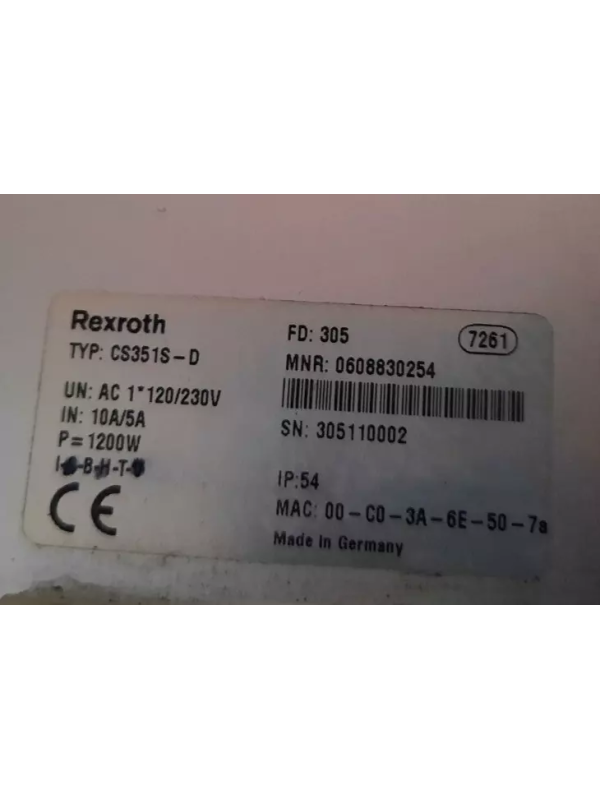 Rexroth
TYP: CS351S-D
UN: AC 1*120/230V
IN: 10A/5A
P=1200W
CE
FD: 305
7261
MNR: 0608830254
SN: 305110002
IP:54
MAC: 00-C0-3A-6E-50-7a
Made in Germany